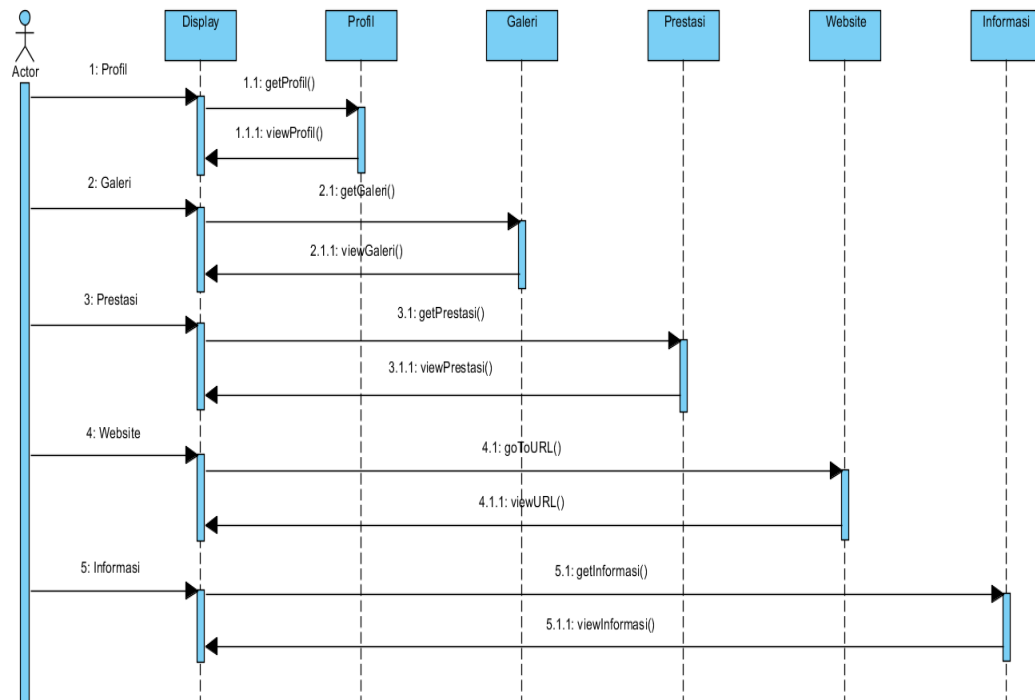 Display
Profil
Galeri
Prestasi
Website
Informasi
Actor
1: Profil
1.1: getProfil()
1.1.1: viewProfil()
2: Galeri
2.1: getGaleri()
2.1.1: viewGaleri()
3: Prestasi
3.1: getPrestasi()
3.1.1: viewPrestasi()
4: Website
4.1: goToURL()
4.1.1: viewURL()
5: Informasi
5.1: getInformasi()
5.1.1: viewInformasi()